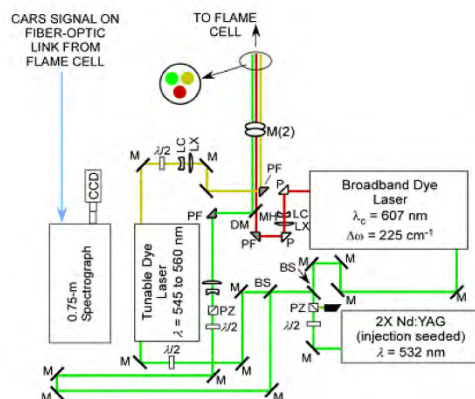 CARS SIGNAL ON
FIBER-OPTIC
LINK FROM
FLAME CELL
TO FLAME
CELL
M(2)
M
λ/2
LC
LX
M
PF
P
PF
DM
MH
LC
LX
PF
P
CCD
0.75-m
Spectrograph
Tunable Dye
Laser
λ = 545 to 560 nm
Broadband Dye
Laser
λc = 607 nm
Δω = 225 cm-1
M
M
BS
BS
M
M
M
PZ
λ/2
PZ
λ/2
2X Nd:YAG
(injection seeded)
λ = 532 nm
M
λ/2
M
M
M
M
M